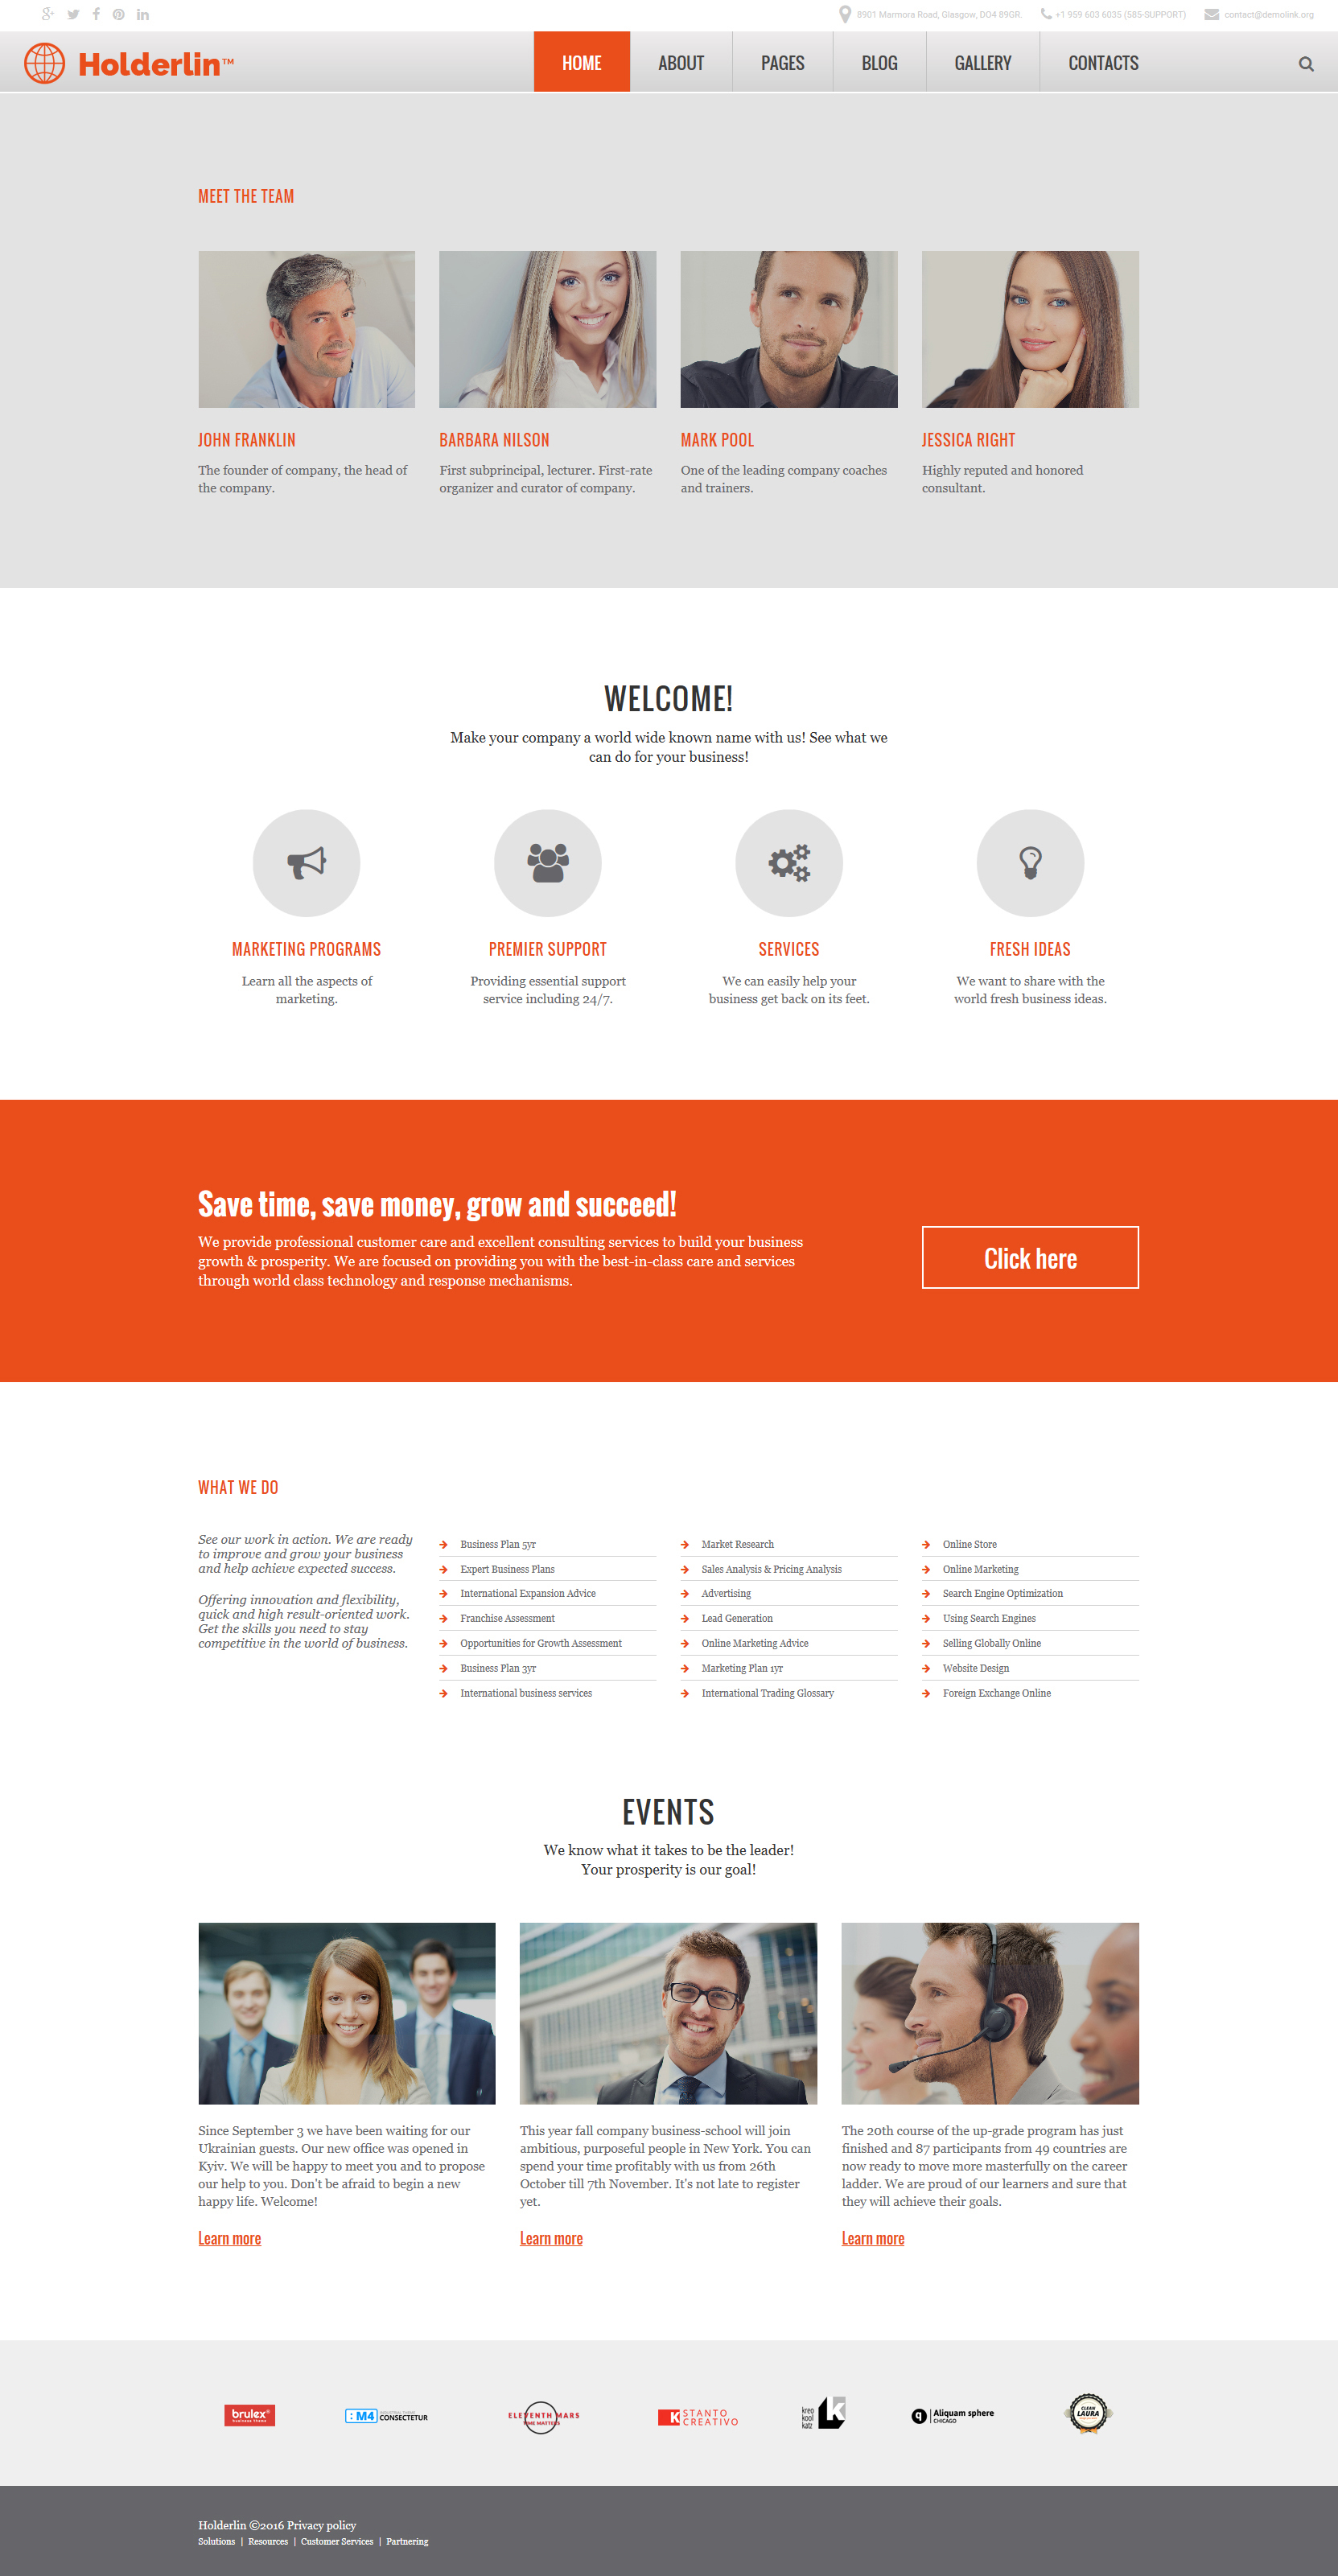 8901 Marmora Road, Glasgow, DO4 89GR.
+1 959 603 6035 (585-SUPPORT)
contact@demolink.org
Holderlin™
HOME
ABOUT
PAGES
BLOG
GALLERY
CONTACTS
MEET THE TEAM
JOHN FRANKLIN
The founder of company, the head of
the company.
BARBARA NILSON
First subprincipal, lecturer. First-rate
organizer and curator of company.
MARK POOL
One of the leading company coaches
and trainers.
JESSICA RIGHT
Highly reputed and honored
consultant.
WELCOME!
Make your company a world wide known name with us! See what we
can do for your business!
MARKETING PROGRAMS
Learn all the aspects of
marketing.
PREMIER SUPPORT
Providing essential support
service including 24/7.
SERVICES
We can easily help your
business get back on its feet.
FRESH IDEAS
We want to share with the
world fresh business ideas.
Save time, save money, grow and succeed!
We provide professional customer care and excellent consulting services to build your business
growth & prosperity. We are focused on providing you with the best-in-class care and services
through world class technology and response mechanisms.
Click here
WHAT WE DO
See our work in action. We are ready
to improve and grow your business
and help achieve expected success.
Offering innovation and flexibility,
quick and high result-oriented work.
Get the skills you need to stay
competitive in the world of business.
Business Plan 5yr
Expert Business Plans
International Expansion Advice
Franchise Assessment
Opportunities for Growth Assessment
Business Plan 3yr
International business services
Market Research
Sales Analysis & Pricing Analysis
Advertising
Lead Generation
Online Marketing Advice
Marketing Plan 1yr
International Trading Glossary
Online Store
Online Marketing
Search Engine Optimization
Using Search Engines
Selling Globally Online
Website Design
Foreign Exchange Online
EVENTS
We know what it takes to be the leader!
Your prosperity is our goal!
Since September 3 we have been waiting for our
Ukrainian guests. Our new office was opened in
Kyiv. We will be happy to meet you and to propose
our help to you. Don't be afraid to begin a new
happy life. Welcome!
Learn more
This year fall company business-school will join
ambitious, purposeful people in New York. You can
spend your time profitably with us from 26th
October till 7th November. It's not late to register
yet.
Learn more
The 20th course of the up-grade program has just
finished and 87 participants from 49 countries are
now ready to move more masterfully on the career
ladder. We are proud of our learners and sure that
they will achieve their goals.
Learn more
brulex®
business theme
:M4
CONSECTETUR
ELEVENTH MARS
TIME MATTERS
K STANTO
CREATIVO
kreo
kool
katz
k
Aliquam sphere
CHICAGO
CLEAN
LAURA
Holderlin ©2016 Privacy policy
Solutions | Resources | Customer Services | Partnering